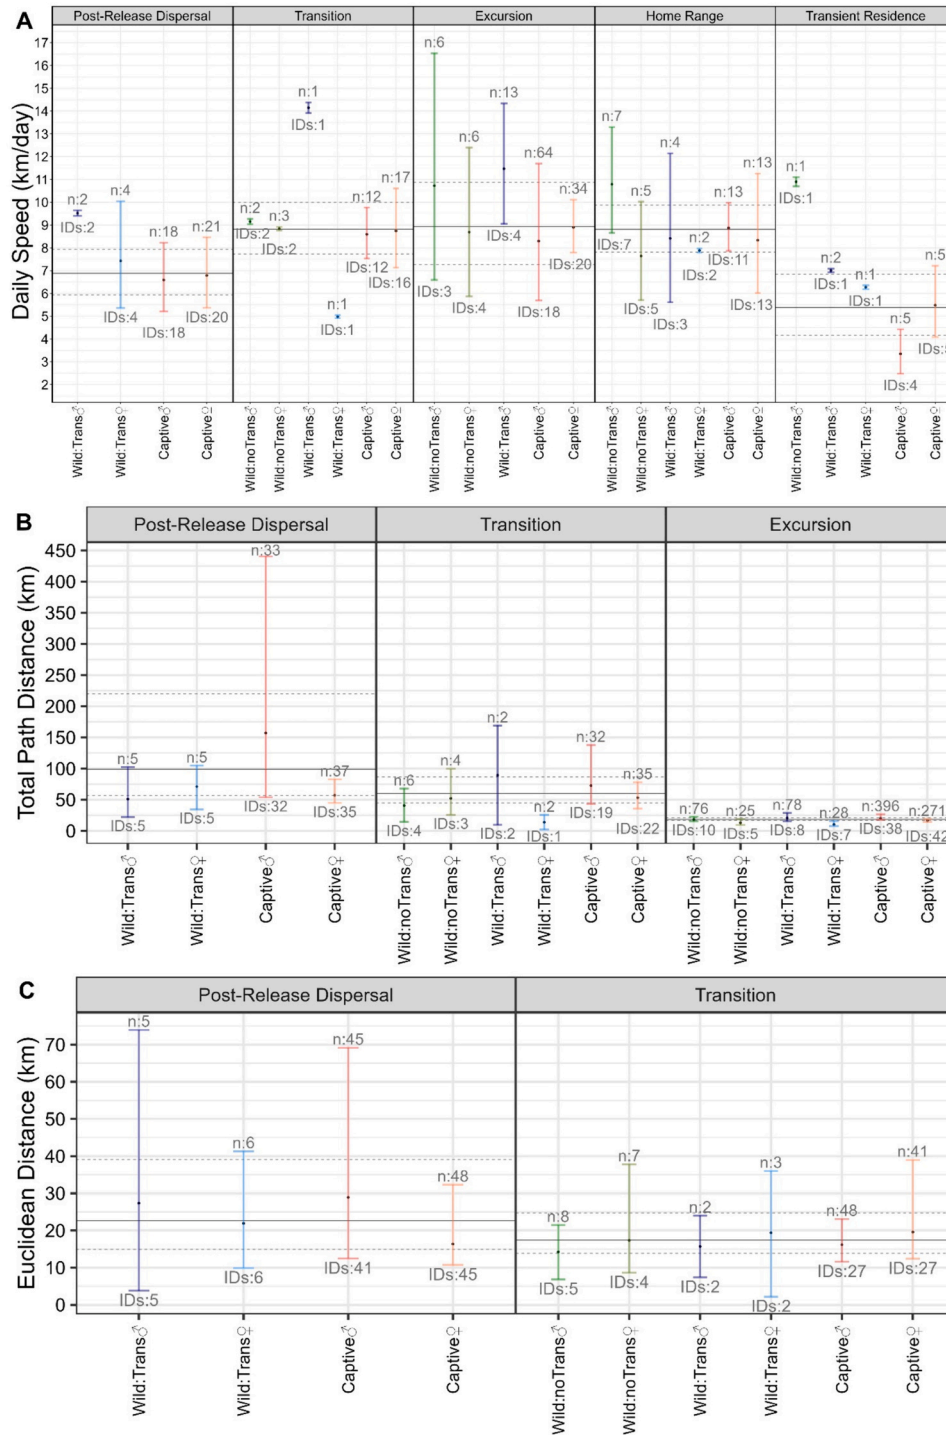 A
Post-Release Dispersal
Transition
Excursion
Home Range
Transient Residence
Daily Speed (km/day)
17
16
15
14
13
12
11
10
9
8
7
6
5
4
3
2
n:2
IDs:2
n:4
IDs:4
n:18
IDs:18
n:21
IDs:20
n:2
IDs:2
n:3
IDs:2
n:1
IDs:1
n:1
IDs:1
n:12
IDs:12
n:17
IDs:16
n:6
IDs:3
n:6
IDs:4
n:13
IDs:4
n:64
IDs:18
n:34
IDs:20
n:7
IDs:7
n:5
IDs:5
n:4
IDs:3
n:2
IDs:2
n:13
IDs:11
n:13
IDs:13
n:1
IDs:1
n:2
IDs:1
n:1
IDs:1
n:5
IDs:4
n:5
Wild:Trans♂
Wild:Trans♀
Captive♂
Captive♀
Wild:noTrans♂
Wild:noTrans♀
Wild:Trans♂
Wild:Trans♀
Captive♂
Captive♀
Wild:noTrans♂
Wild:noTrans♀
Wild:Trans♂
Captive♂
Captive♀
Wild:noTrans♂
Wild:noTrans♀
Wild:Trans♂
Wild:Trans♀
Captive♂
Captive♀
Wild:noTrans♂
Wild:Trans♂
Wild:Trans♀
Captive♂
Captive♀
B
Post-Release Dispersal
Transition
Excursion
Total Path Distance (km)
450
400
350
300
250
200
150
100
50
0
n:5
IDs:5
n:5
IDs:5
n:33
IDs:32
n:37
IDs:35
n:6
IDs:4
n:4
IDs:3
n:2
IDs:2
n:2
IDs:1
n:32
IDs:19
n:35
IDs:22
n:76
IDs:10
n:25
IDs:5
n:78
IDs:8
n:28
IDs:7
n:396
IDs:38
n:271
IDs:42
Wild:Trans♂
Wild:Trans♀
Captive♂
Captive♀
Wild:noTrans♂
Wild:noTrans♀
Wild:Trans♂
Wild:Trans♀
Captive♂
Captive♀
Wild:noTrans♂
Wild:noTrans♀
Wild:Trans♂
Wild:Trans♀
Captive♂
Captive♀
C
Post-Release Dispersal
Transition
Euclidean Distance (km)
70
60
50
40
30
20
10
0
n:5
IDs:5
n:6
IDs:6
n:45
IDs:41
n:48
IDs:45
n:8
IDs:5
n:7
IDs:4
n:2
IDs:2
n:3
IDs:2
n:48
IDs:27
n:41
IDs:27
Wild:Trans♂
Wild:Trans♀
Captive♂
Captive♀
Wild:noTrans♂
Wild:noTrans♀
Wild:Trans♂
Wild:Trans♀
Captive♂
Captive♀